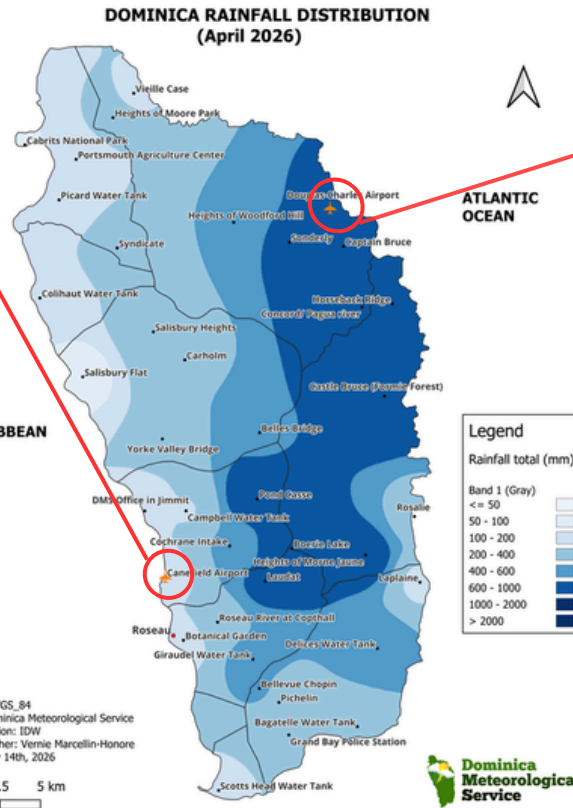 DOMINICA RAINFALL DISTRIBUTION
(April 2026)
Vieille Case
Heights of Moore Park
Cabrits National Park
Portsmouth Agriculture Center
Picard Water Tank
Douglas-Charles Airport
ATLANTIC
OCEAN
Heights of Woodford Hill
Sonderly
Captain Bruce
Syndicate
Colihaut Water Tank
Horseback Ridge
Concord/ Pagua river
Salisbury Heights
Carholm
Salisbury Flat
Castle Bruce (Former Forest)
BBEAN
Belles Bridge
Yorke Valley Bridge
Legend
Rainfall total (mm)
Band 1 (Gray)
<= 50
50 - 100
100 - 200
200 - 400
400 - 600
600 - 1000
1000 - 2000
> 2000
Pond Casse
DMS Office in Jimmit
Campbell Water Tank
Rosalie
Cochrane Intake
Boerie Lake
Heights of Morne Jaune
Canefield Airport
Laudat
Laplaine
Roseau River at Copthall
Roseau
Botanical Garden
Giraudel Water Tank
Delices Water Tank
Bellevue Chopin
Pichelin
Bagatelle Water Tank
Grand Bay Police Station
GS_84
minica Meteorological Service
ion: IDW
her: Vernie Marcellin-Honore
14th, 2026
.5 5 km
Scotts Head Water Tank
Dominica
Meteorologica
Service